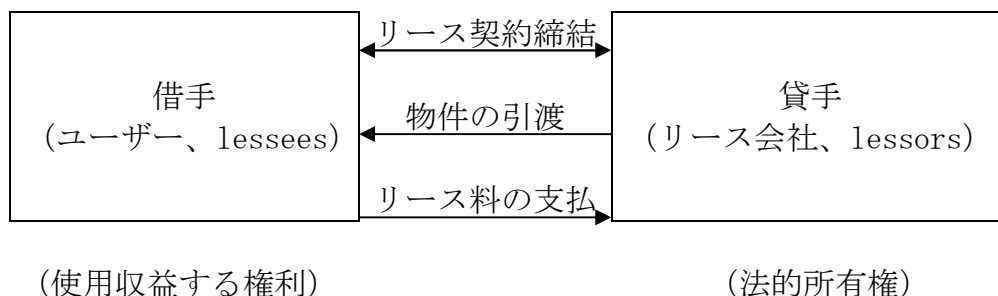 リース契約締結
借手
(ユーザー、lessees)
物件の引渡
貸手
(リース会社、lessors)
リース料の支払
(使用収益する権利)
(法的所有権)